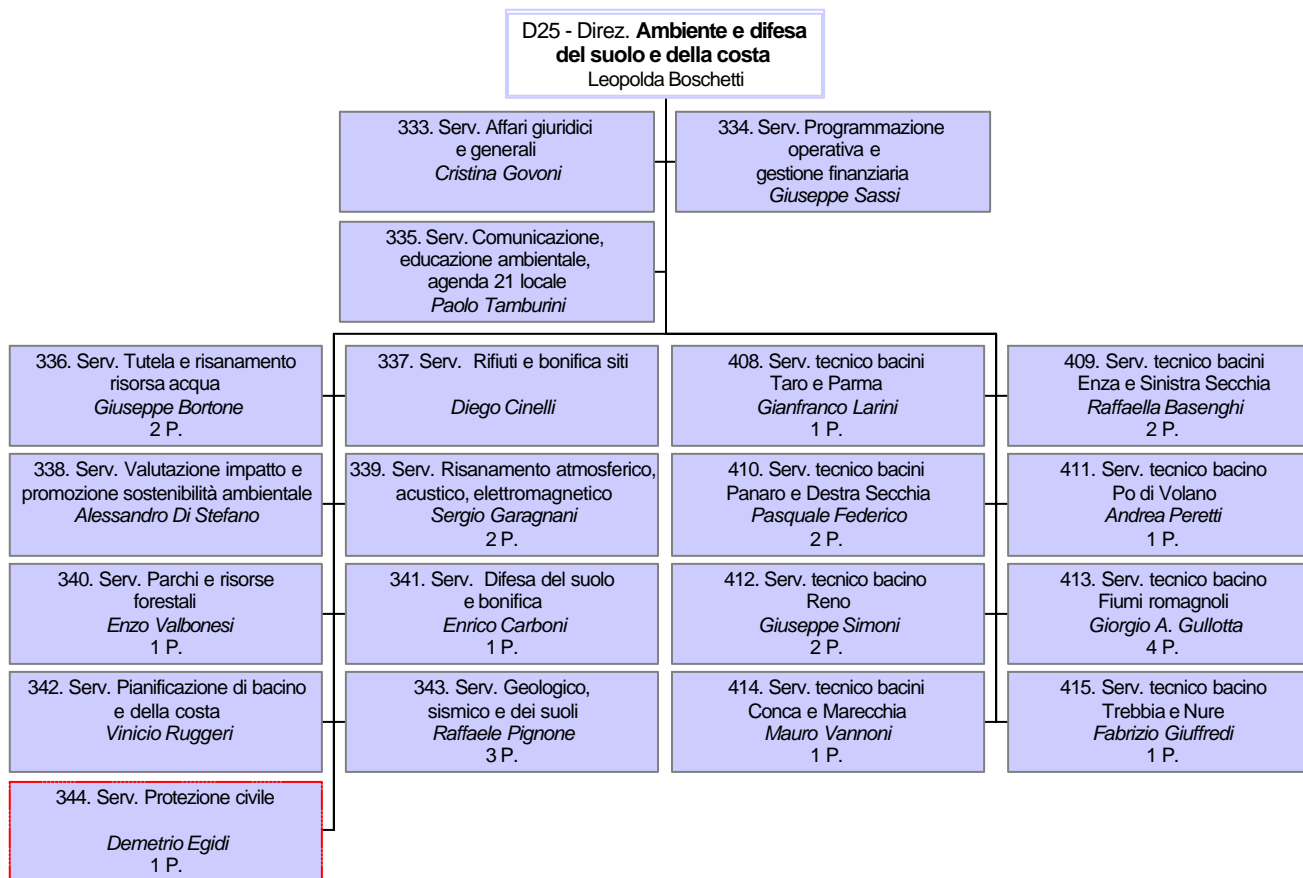 D25 - Direz. Ambiente e difesa
del suolo e della costa
Leopolda Boschetti
333. Serv. Affari giuridici
e generali
Cristina Govoni
334. Serv. Programmazione
operativa e
gestione finanziaria
Giuseppe Sassi
335. Serv. Comunicazione,
educazione ambientale,
agenda 21 locale
Paolo Tamburini
336. Serv. Tutela e risanamento
risorsa acqua
Giuseppe Bortone
2 P.
337. Serv. Rifiuti e bonifica siti
Diego Cinelli
408. Serv. tecnico bacini
Taro e Parma
Gianfranco Larini
1 P.
409. Serv. tecnico bacini
Enza e Sinistra Secchia
Raffaella Basenghi
2 P.
338. Serv. Valutazione impatto e
promozione sostenibilità ambientale
Alessandro Di Stefano
339. Serv. Risanamento atmosferico,
acustico, elettromagnetico
Sergio Garagnani
2 P.
410. Serv. tecnico bacini
Panaro e Destra Secchia
Pasquale Federico
2 P.
411. Serv. tecnico bacino
Po di Volano
Andrea Peretti
1 P.
340. Serv. Parchi e risorse
forestali
Enzo Valbonesi
1 P.
341. Serv. Difesa del suolo
e bonifica
Enrico Carboni
1 P.
412. Serv. tecnico bacino
Reno
Giuseppe Simoni
2 P.
413. Serv. tecnico bacino
Fiumi romagnoli
Giorgio A. Gullotta
4 P.
342. Serv. Pianificazione di bacino
e della costa
Vinicio Ruggeri
343. Serv. Geologico,
sismico e dei suoli
Raffaele Pignone
3 P.
414. Serv. tecnico bacini
Conca e Marecchia
Mauro Vannoni
1 P.
415. Serv. tecnico bacino
Trebbia e Nure
Fabrizio Giuffredi
1 P.
344. Serv. Protezione civile
Demetrio Egidi
1 P.